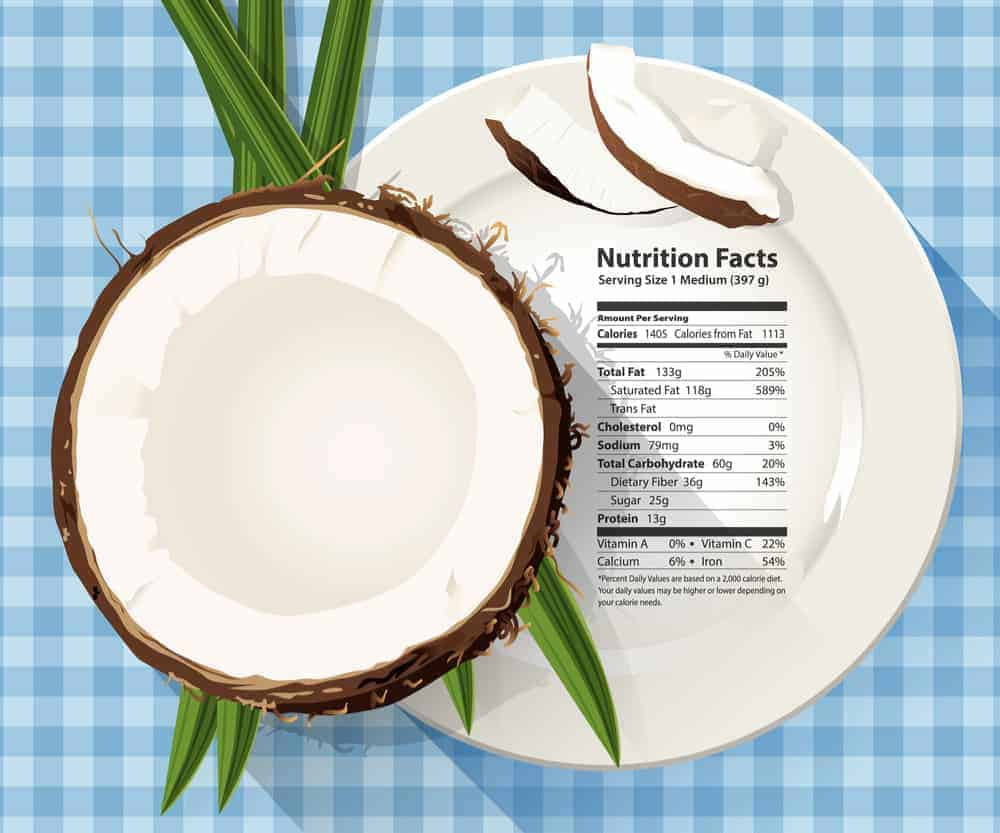 Nutrition Facts
Serving Size 1 Medium (397 g)
Amount Per Serving
Calories 1405 Calories from Fat 1113
% Daily Value *
Total Fat 133g 205%
Saturated Fat 118g 589%
Trans Fat
Cholesterol 0mg 0%
Sodium 79mg 3%
Total Carbohydrate 60g 20%
Dietary Fiber 36g 143%
Sugar 25g
Protein 13g
Vitamin A 0% • Vitamin C 22%
Calcium 6% • Iron 54%
*Percent Daily Values are based on a 2,000 calorie diet.
Your daily values may be higher or lower depending on
your calorie needs.